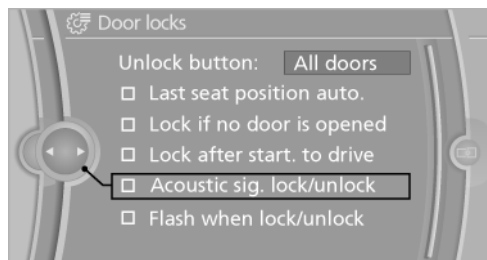 Door locks
Unlock button: All doors
Last seat position auto.
Lock if no door is opened
Lock after start. to drive
Acoustic sig. lock/unlock
Flash when lock/unlock